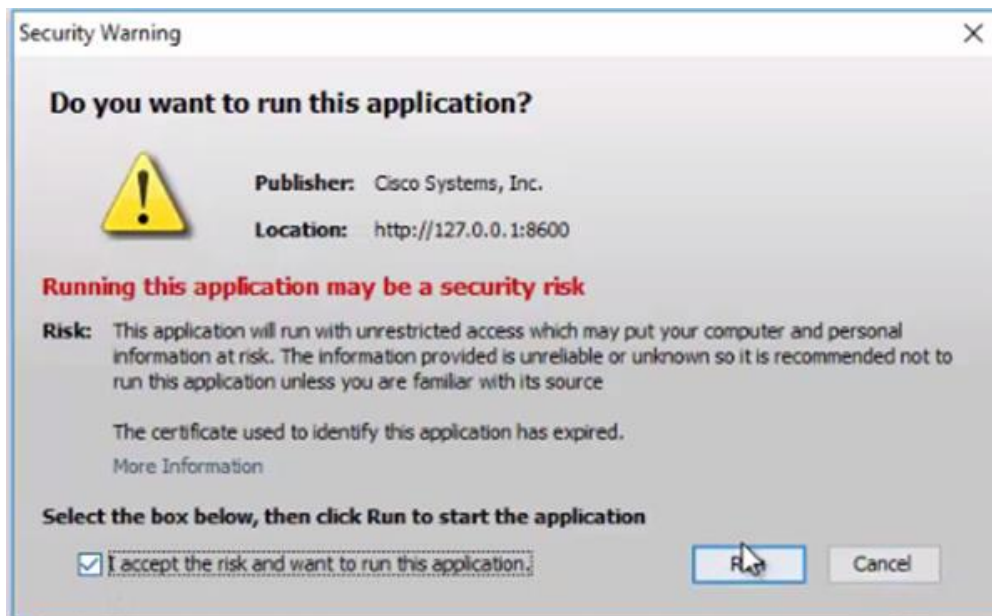 Security Warning
Do you want to run this application?
Publisher: Cisco Systems, Inc.
Location: http://127.0.0.1:8600
Running this application may be a security risk
Risk: This application will run with unrestricted access which may put your computer and personal
information at risk. The information provided is unreliable or unknown so it is recommended not to
run this application unless you are familiar with its source
The certificate used to identify this application has expired.
More Information
Select the box below, then click Run to start the application
I accept the risk and want to run this application.
Cancel